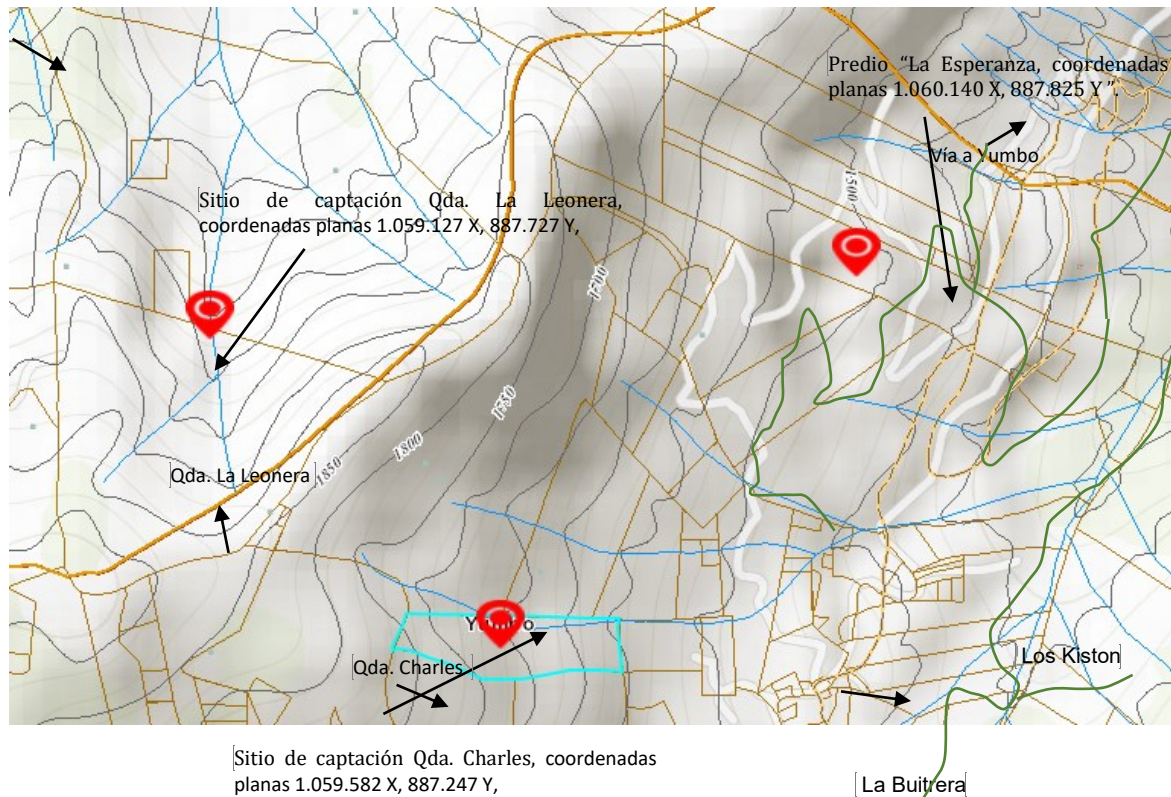 Predio “La Esperanza, coordenadas
planas 1.060.140 X, 887.825 Y ”.
Vía a Yumbo
1500
Sitio de captación Qda. La Leonera,
coordenadas planas 1.059.127 X, 887.727 Y,
1700
1750
1800
1850
Qda. La Leonera
Qda. Charles
Los Kiston
Sitio de captación Qda. Charles, coordenadas
planas 1.059.582 X, 887.247 Y,
La Buitrera